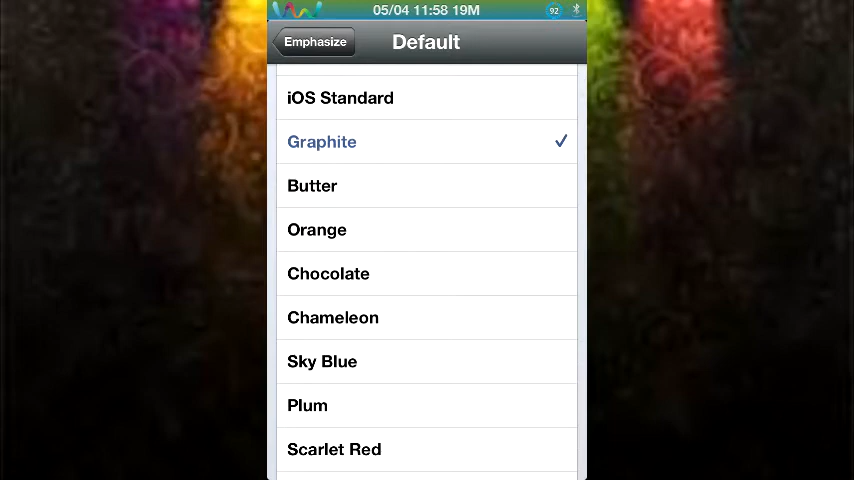 05/04 11:58 19M
92
Emphasize
Default
iOS Standard
Graphite
Butter
Orange
Chocolate
Chameleon
Sky Blue
Plum
Scarlet Red